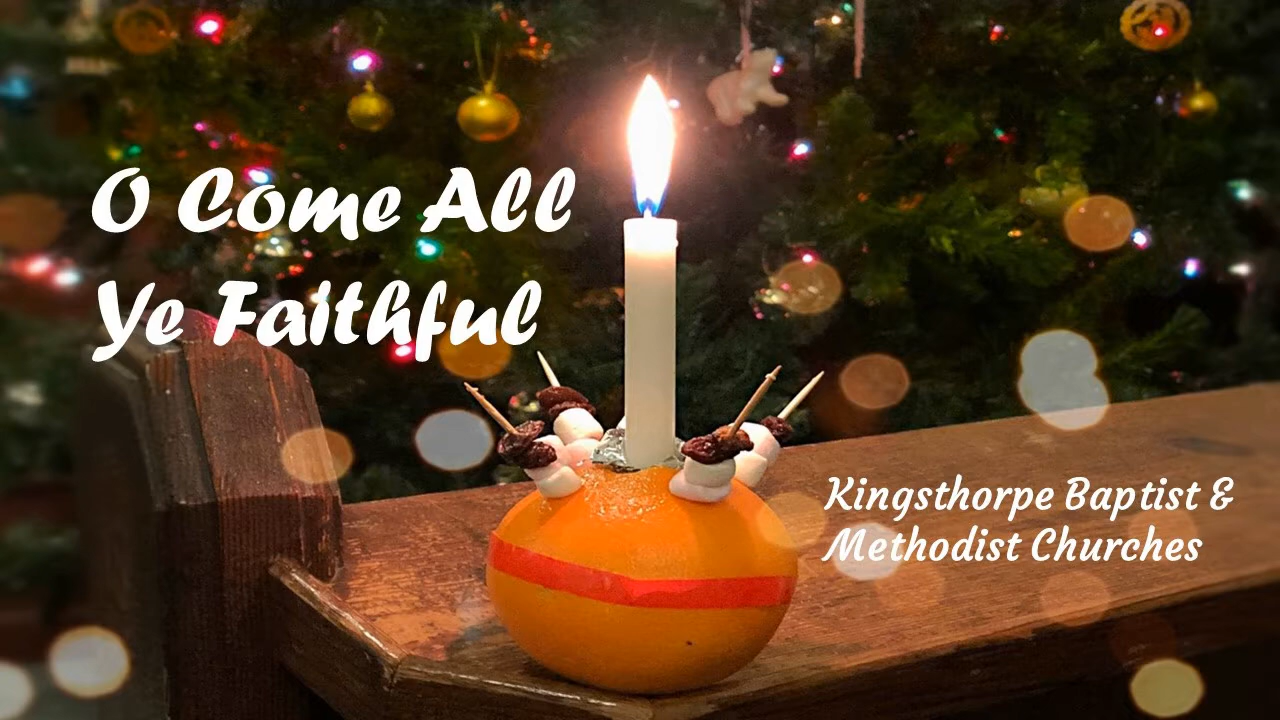 O Come All
Ye Faithful
Kingsthorpe Baptist &
Methodist Churches